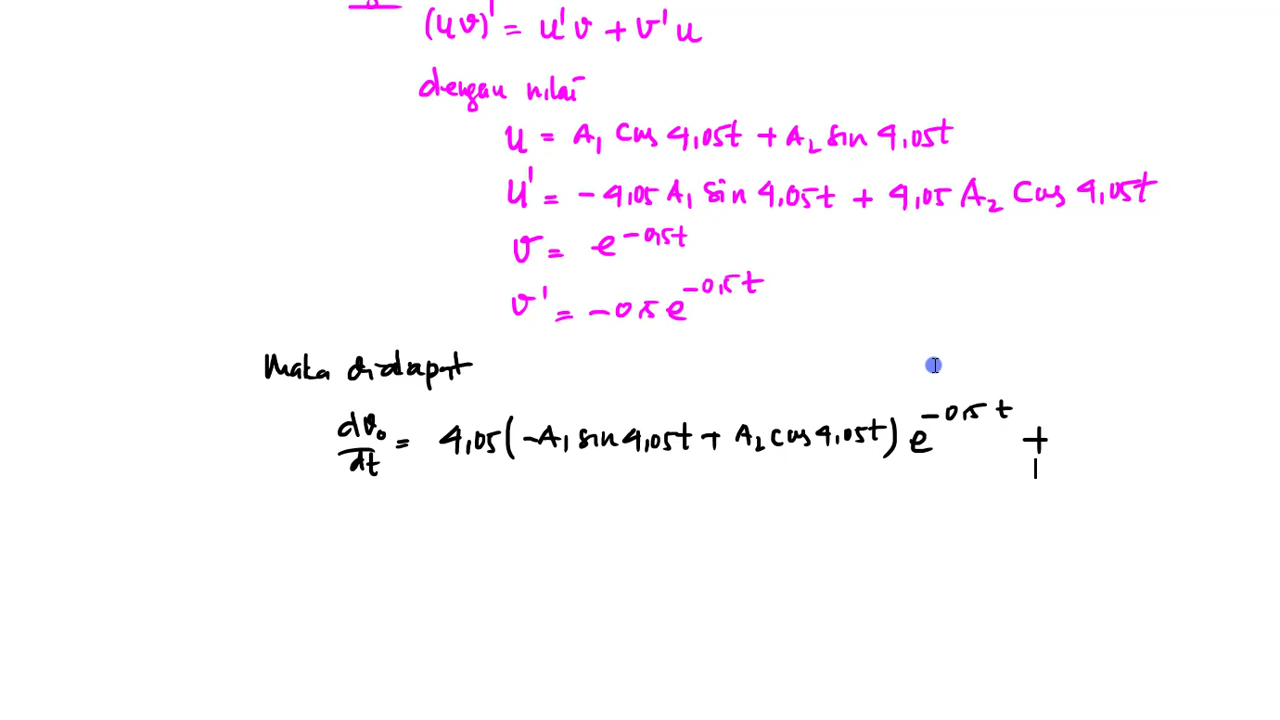 (uv)' = u'v + v'u
dengan nilai
u = A₁ cos 4,05t + A₂ sin 4,05t
u' = -4,05 A₁ sin 4,05t + 4,05 A₂ cos 4,05t
v = e^-0,5t
v' = -0,5 e^-0,5t
Maka didapat
dv₀/dt = 4,05(-A₁ sin 4,05t + A₂ cos 4,05t) e^-0,5t +